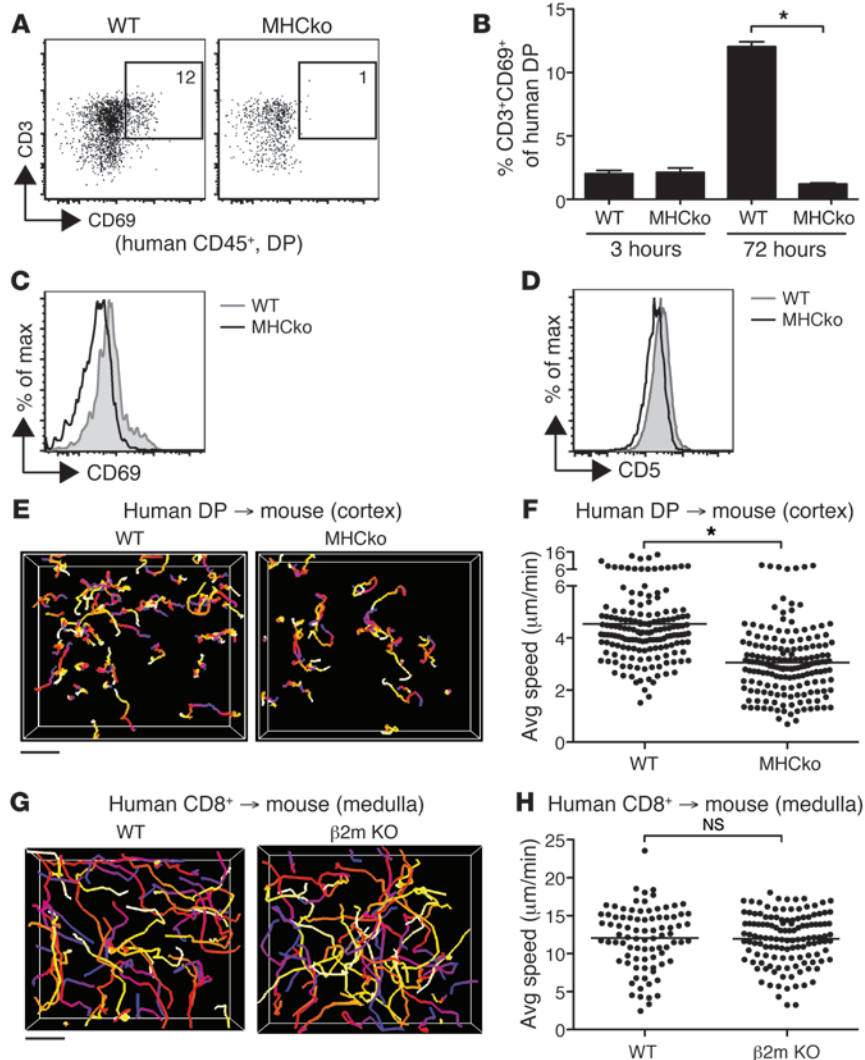 A
WT
MHCko
12
1
CD3
CD69
(human CD45⁺, DP)
B
% CD3⁺CD69⁺
of human DP
15
10
5
0
*
WT
MHCko
WT
MHCko
3 hours
72 hours
C
% of max
CD69
WT
MHCko
D
% of max
CD5
WT
MHCko
E
Human DP → mouse (cortex)
WT
MHCko
F
Human DP → mouse (cortex)
*
Avg speed (μm/min)
16
6
6
4
2
0
WT
MHCko
G
Human CD8⁺ → mouse (medulla)
WT
β2m KO
H
Human CD8⁺ → mouse (medulla)
NS
Avg speed (μm/min)
25
20
15
10
5
0
WT
β2m KO